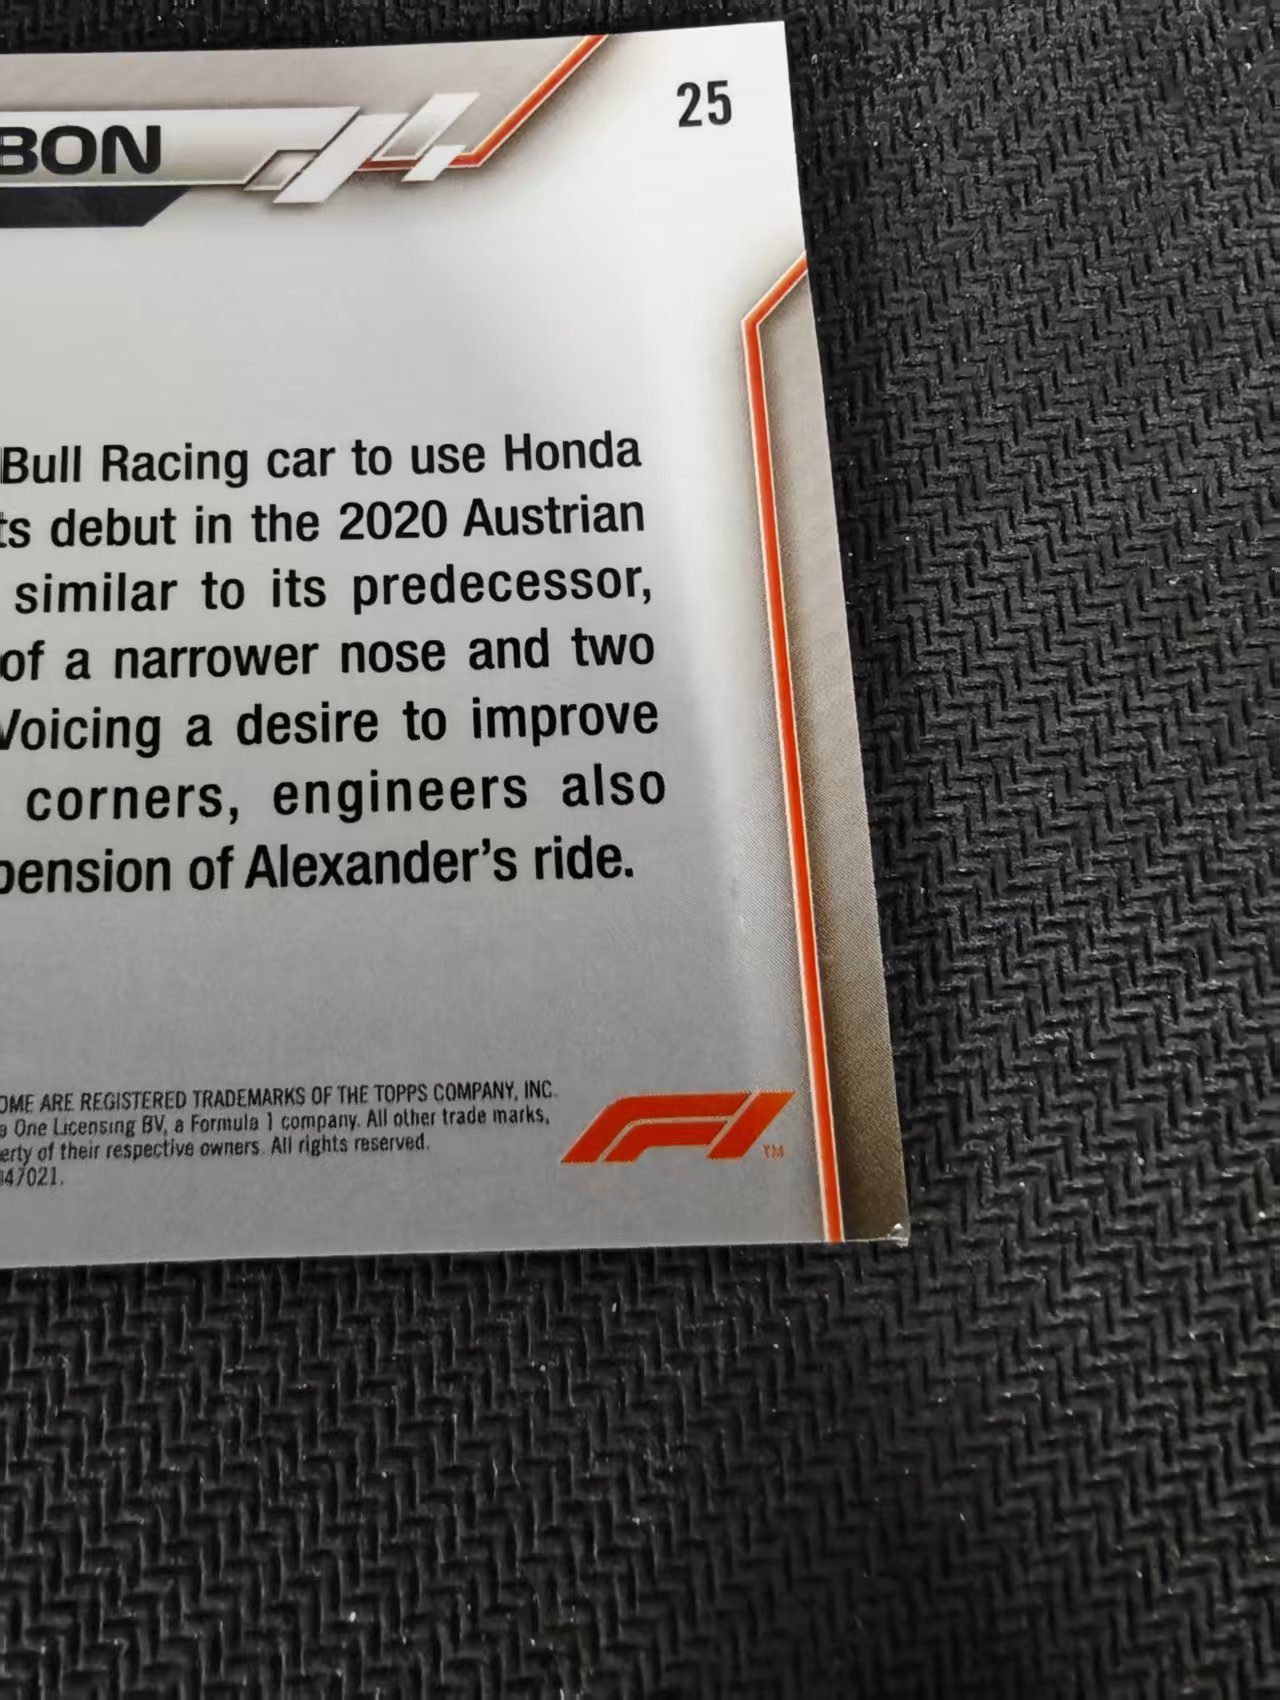 25
BON
Bull Racing car to use Honda
ts debut in the 2020 Austrian
similar to its predecessor,
of a narrower nose and two
Voicing a desire to improve
corners, engineers also
pension of Alexander's ride.
OME ARE REGISTERED TRADEMARKS OF THE TOPPS COMPANY, INC.
a One Licensing BV, a Formula 1 company. All other trade marks,
erty of their respective owners. All rights reserved.
47021.
F1
TM